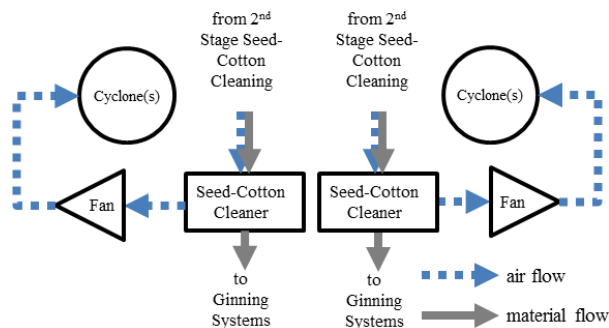 from 2nd
Stage Seed-
Cotton
Cleaning
from 2nd
Stage Seed-
Cotton
Cleaning
Cyclone(s)
Cyclone(s)
Fan
Seed-Cotton
Cleaner
Seed-Cotton
Cleaner
Fan
to
Ginning
Systems
to
Ginning
Systems
air flow
material flow